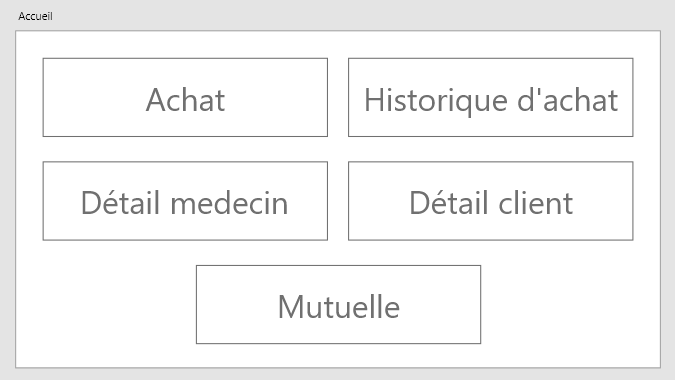 Accueil
Achat
Historique d'achat
Détail medecin
Détail client
Mutuelle